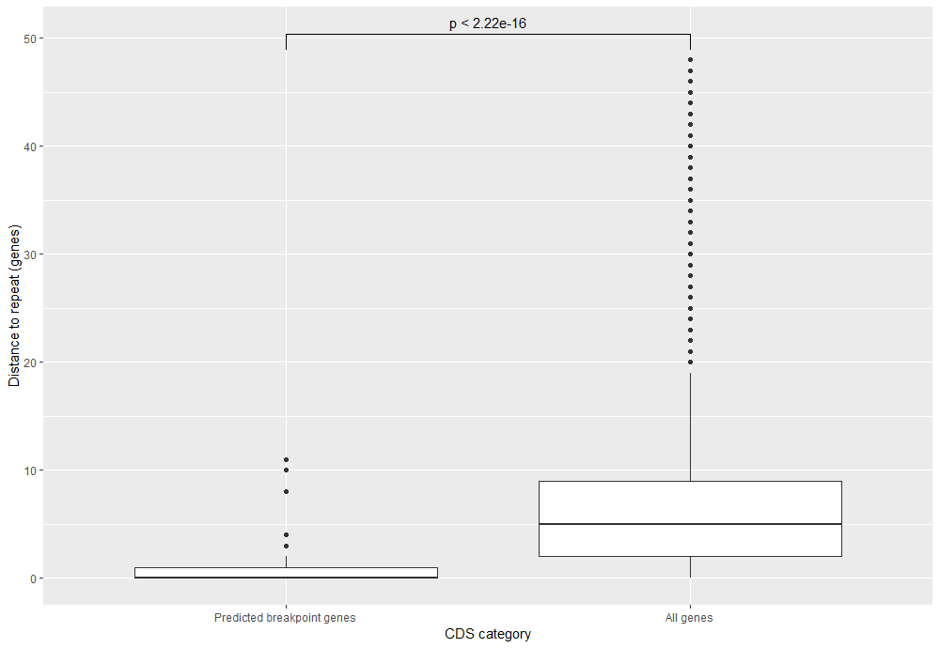 p < 2.22e-16
50
40
30
20
10
0
Distance to repeat (genes)
Predicted breakpoint genes
All genes
CDS category